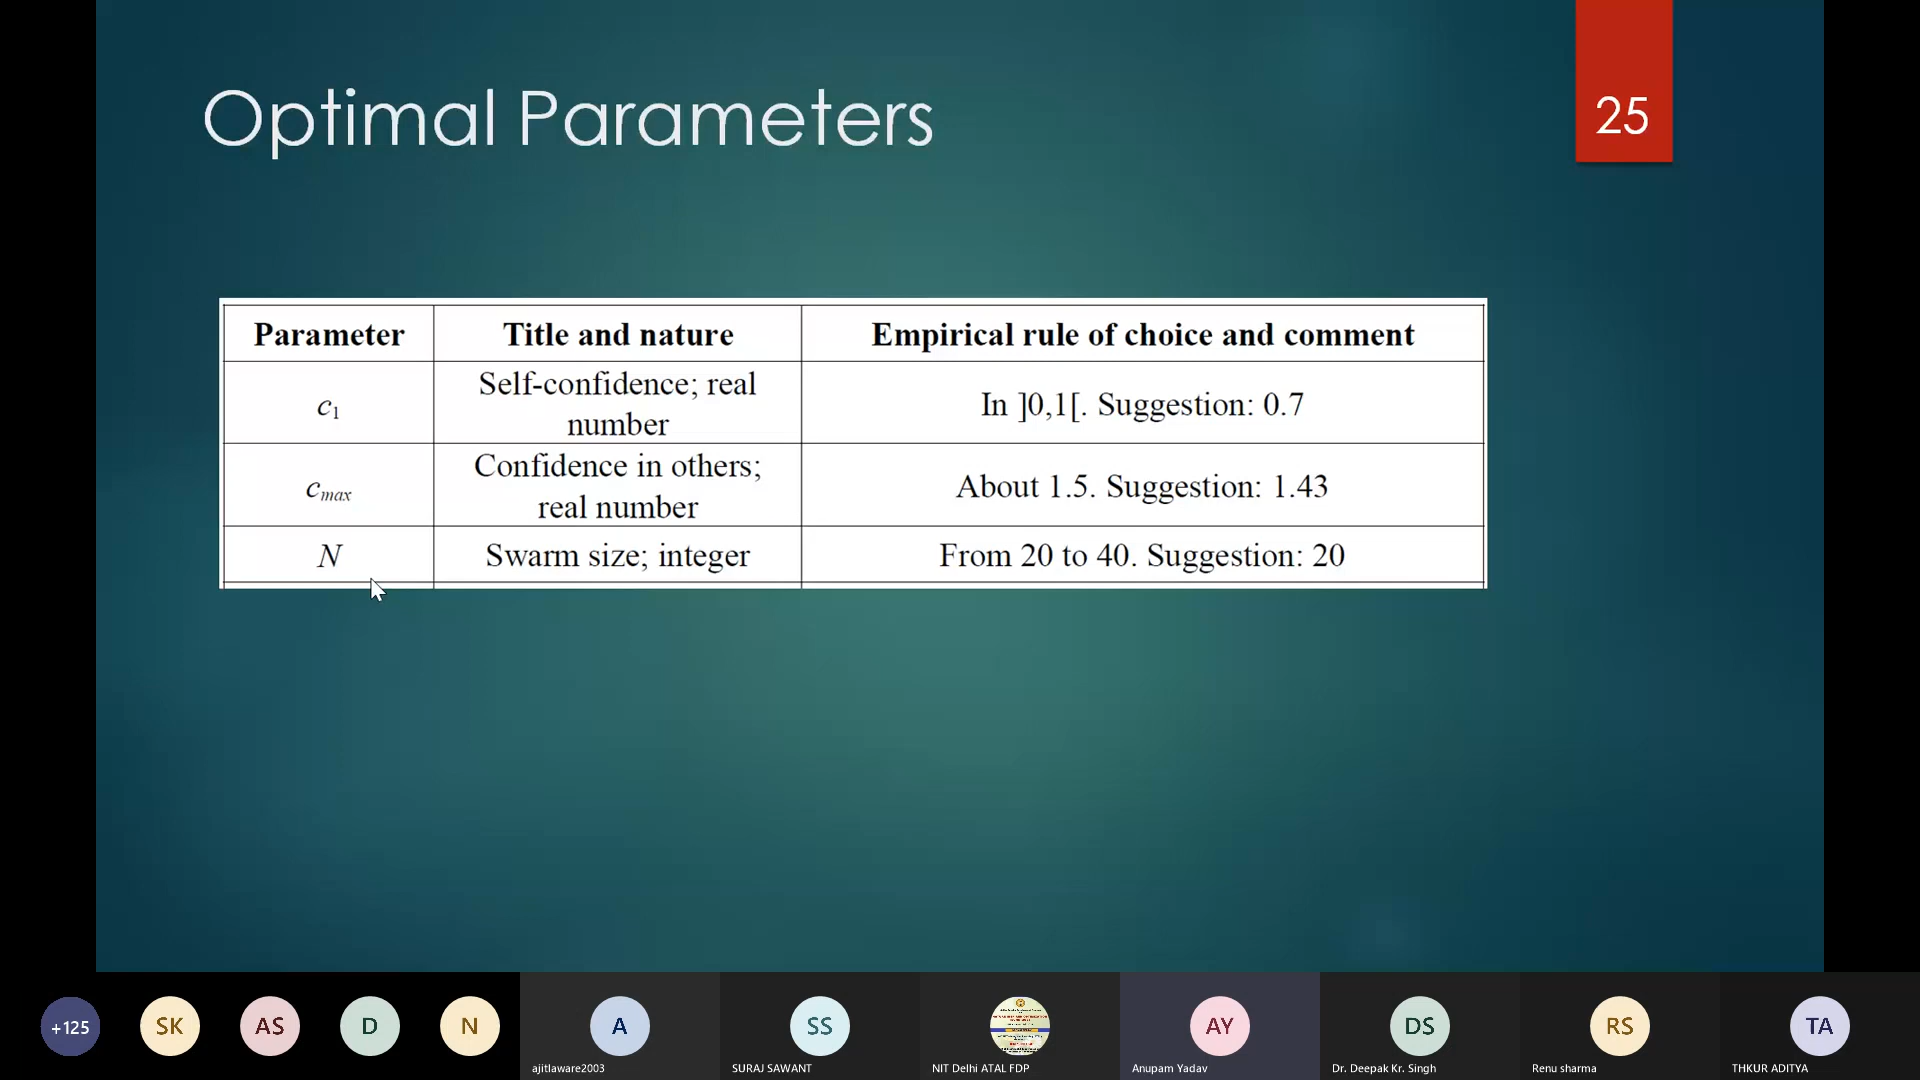 Optimal Parameters
25
Parameter Title and nature Empirical rule of choice and comment
c1 Self-confidence; real number In ]0,1[. Suggestion: 0.7
cmax Confidence in others; real number About 1.5. Suggestion: 1.43
N Swarm size; integer From 20 to 40. Suggestion: 20
+125 SK AS D N A SS AY DS RS TA
ajitlaware2003 SURAJ SAWANT NIT Delhi ATAL FDP Anupam Yadav Dr. Deepak Kr. Singh Renu sharma THKUR ADITYA